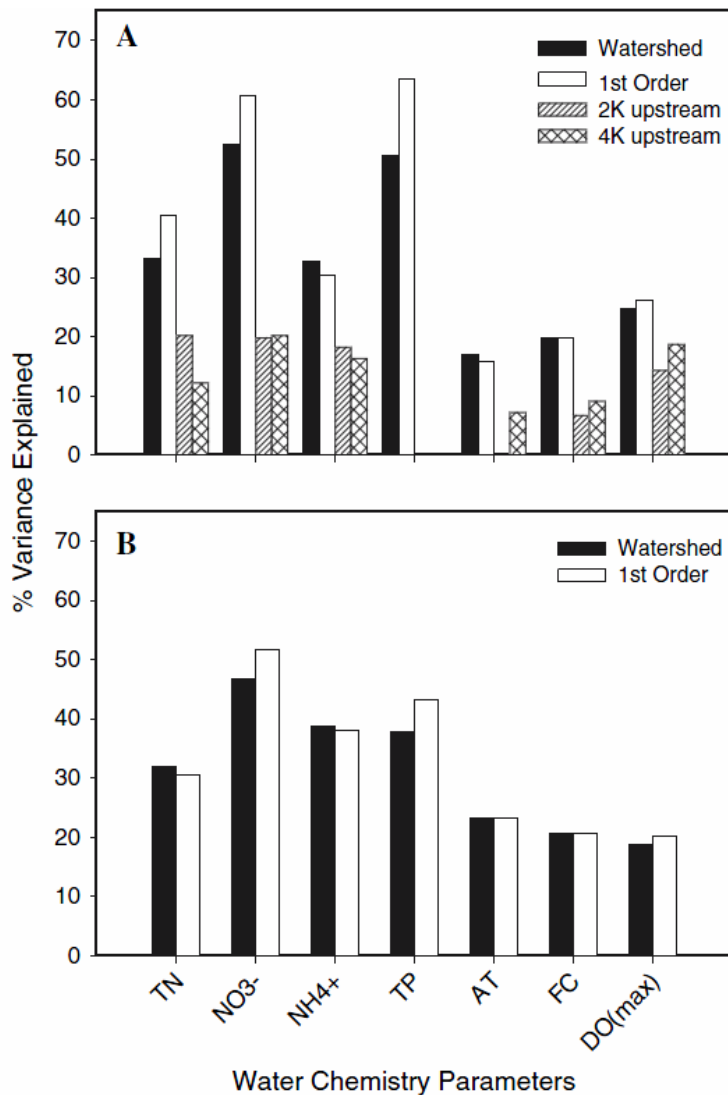 A
Watershed
1st Order
2K upstream
4K upstream
70
60
50
40
30
20
10
0
% Variance Explained
B
Watershed
1st Order
70
60
50
40
30
20
10
0
TN
NO3-
NH4+
TP
AT
FC
DO(max)
Water Chemistry Parameters